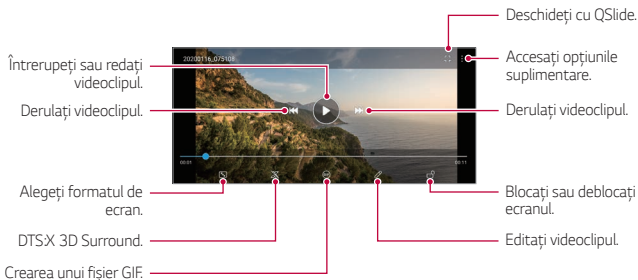 Deschideți cu QSlide.
20200116_075108
Întrerupeți sau redați
videoclipul.
Accesați opțiunile
suplimentare.
Derulați videoclipul.
Derulați videoclipul.
00:01
08:11
Alegeți formatul de
ecran.
Blocați sau deblocați
ecranul.
DTS:X 3D Surround.
Editați videoclipul.
Crearea unui fișier GIF.